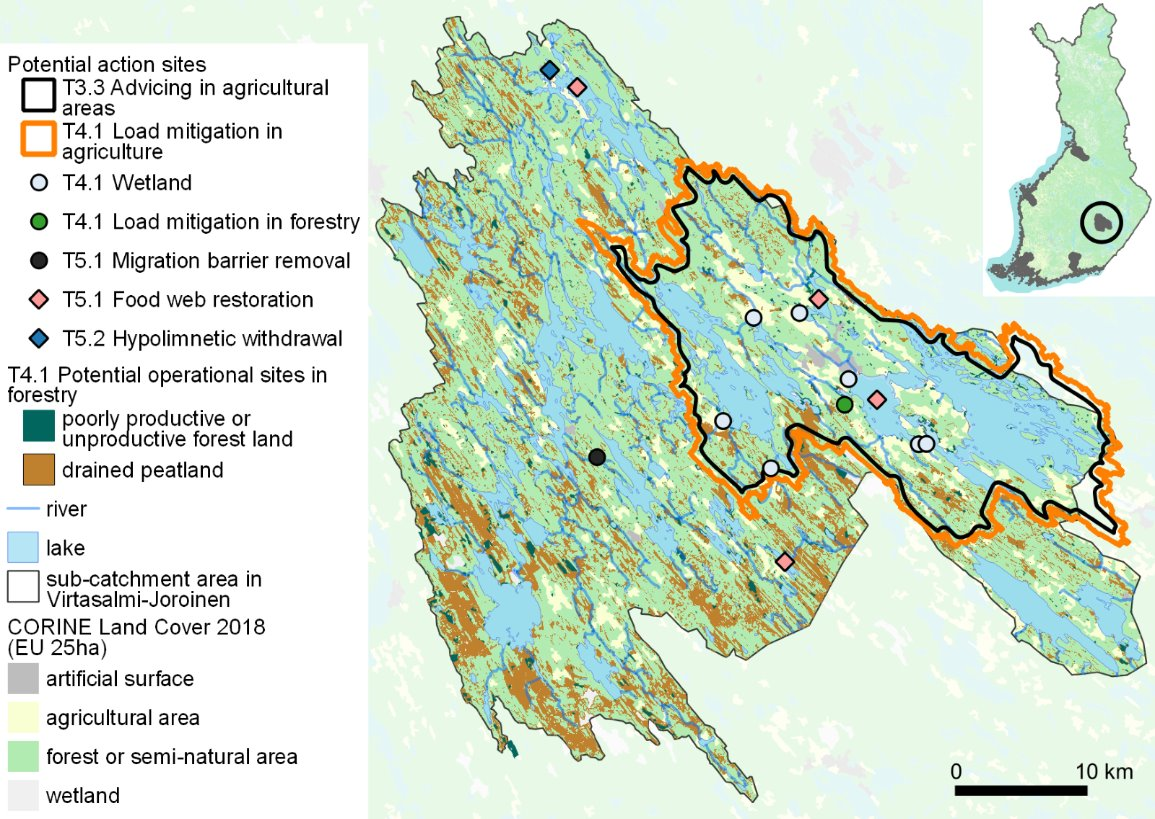 Potential action sites
T3.3 Advicing in agricultural
areas
T4.1 Load mitigation in
agriculture
T4.1 Wetland
T4.1 Load mitigation in forestry
T5.1 Migration barrier removal
T5.1 Food web restoration
T5.2 Hypolimnetic withdrawal
T4.1 Potential operational sites in
forestry
poorly productive or
unproductive forest land
drained peatland
river
lake
sub-catchment area in
Virtasalmi-Joroinen
CORINE Land Cover 2018
(EU 25ha)
artificial surface
agricultural area
forest or semi-natural area
wetland
0 10 km